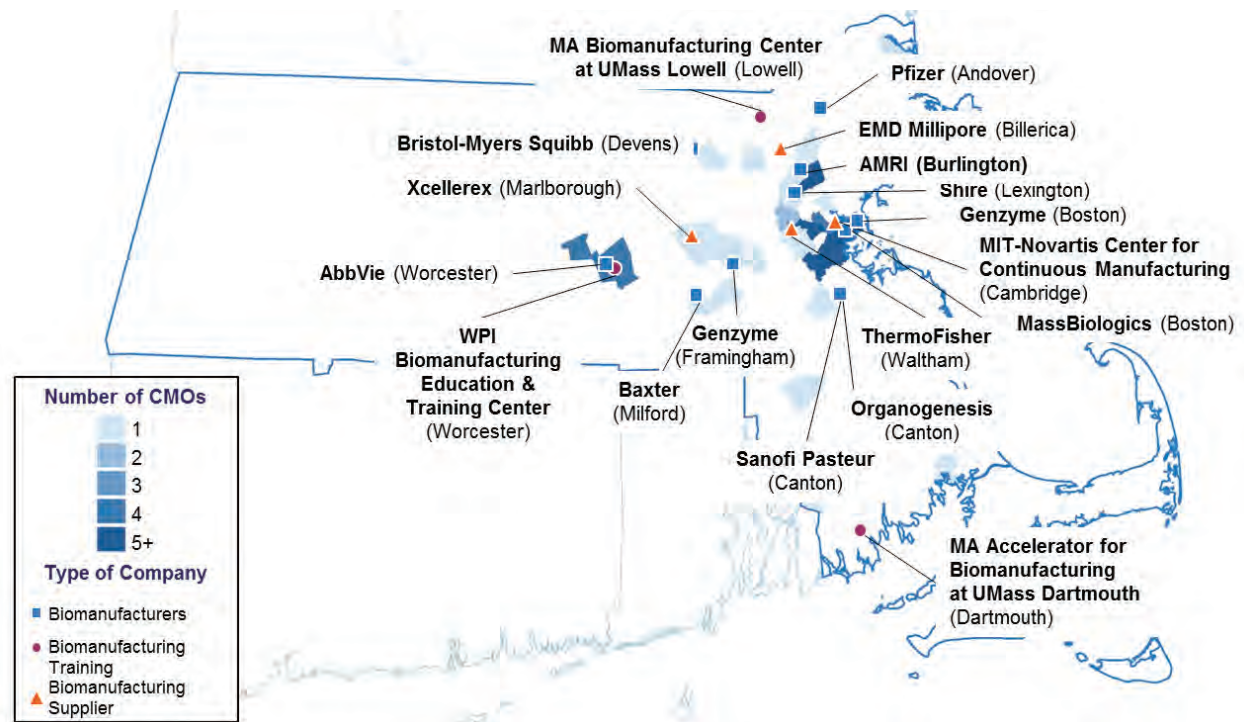 MA Biomanufacturing Center
at UMass Lowell (Lowell)
Pfizer (Andover)
EMD Millipore (Billerica)
Bristol-Myers Squibb (Devens)
AMRI (Burlington)
Xcellerex (Marlborough)
Shire (Lexington)
Genzyme (Boston)
MIT-Novartis Center for
Continuous Manufacturing
(Cambridge)
AbbVie (Worcester)
MassBiologics (Boston)
ThermoFisher
(Waltham)
Genzyme
(Framingham)
WPI
Biomanufacturing
Education &
Training Center
(Worcester)
Baxter
(Milford)
Organogenesis
(Canton)
Sanofi Pasteur
(Canton)
MA Accelerator for
Biomanufacturing
at UMass Dartmouth
(Dartmouth)
Number of CMOs
1
2
3
4
5+
Type of Company
Biomanufacturers
Biomanufacturing
Training
Biomanufacturing
Supplier